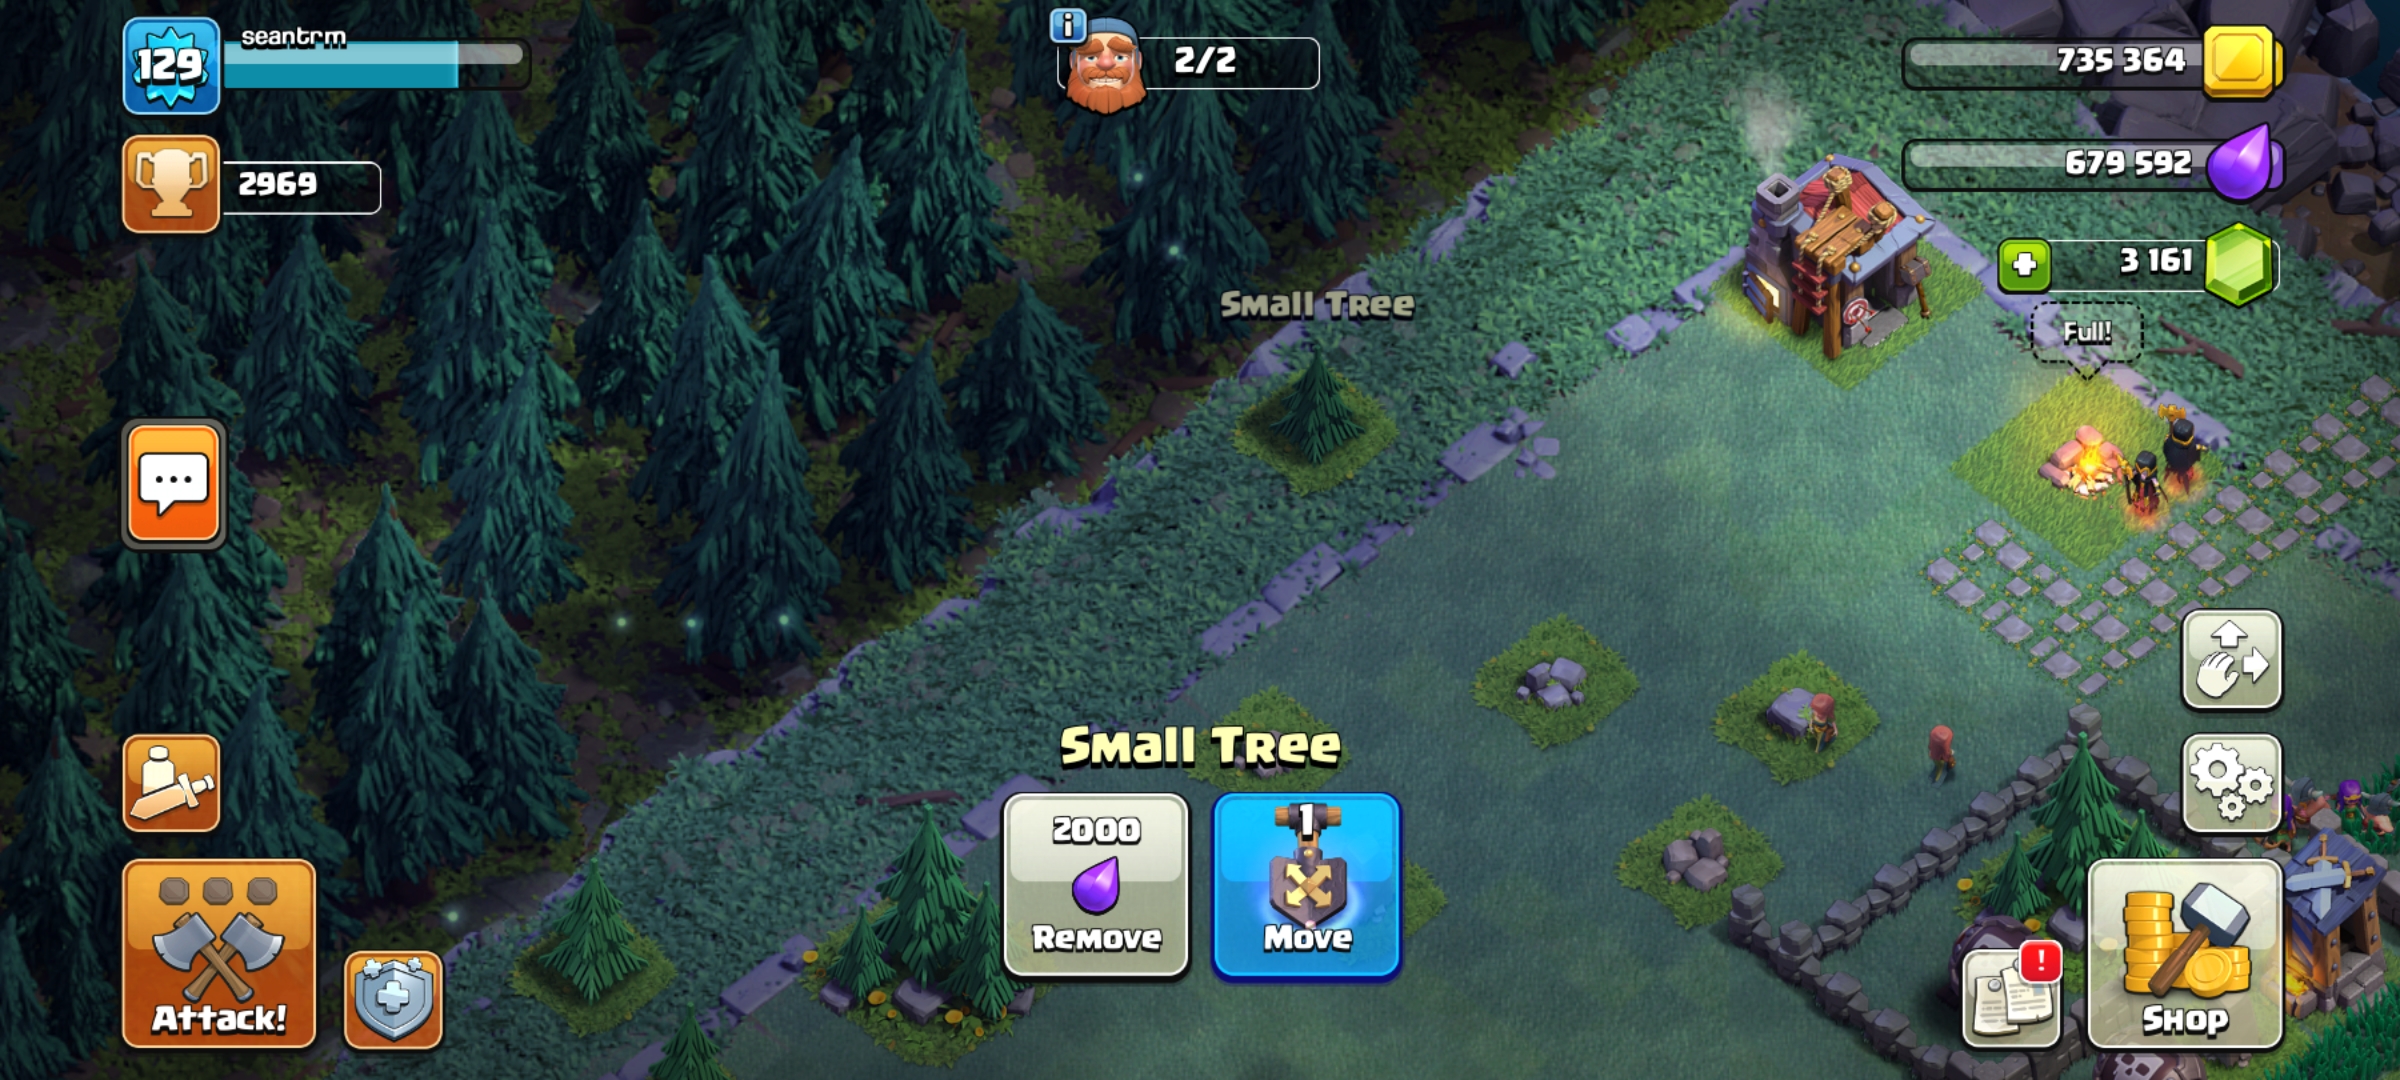 129
seantrm
i
2/2
735 364
2969
679 592
3 161
Small Tree
Full!
Small Tree
2000
Remove
1
Move
Attack!
!
Shop